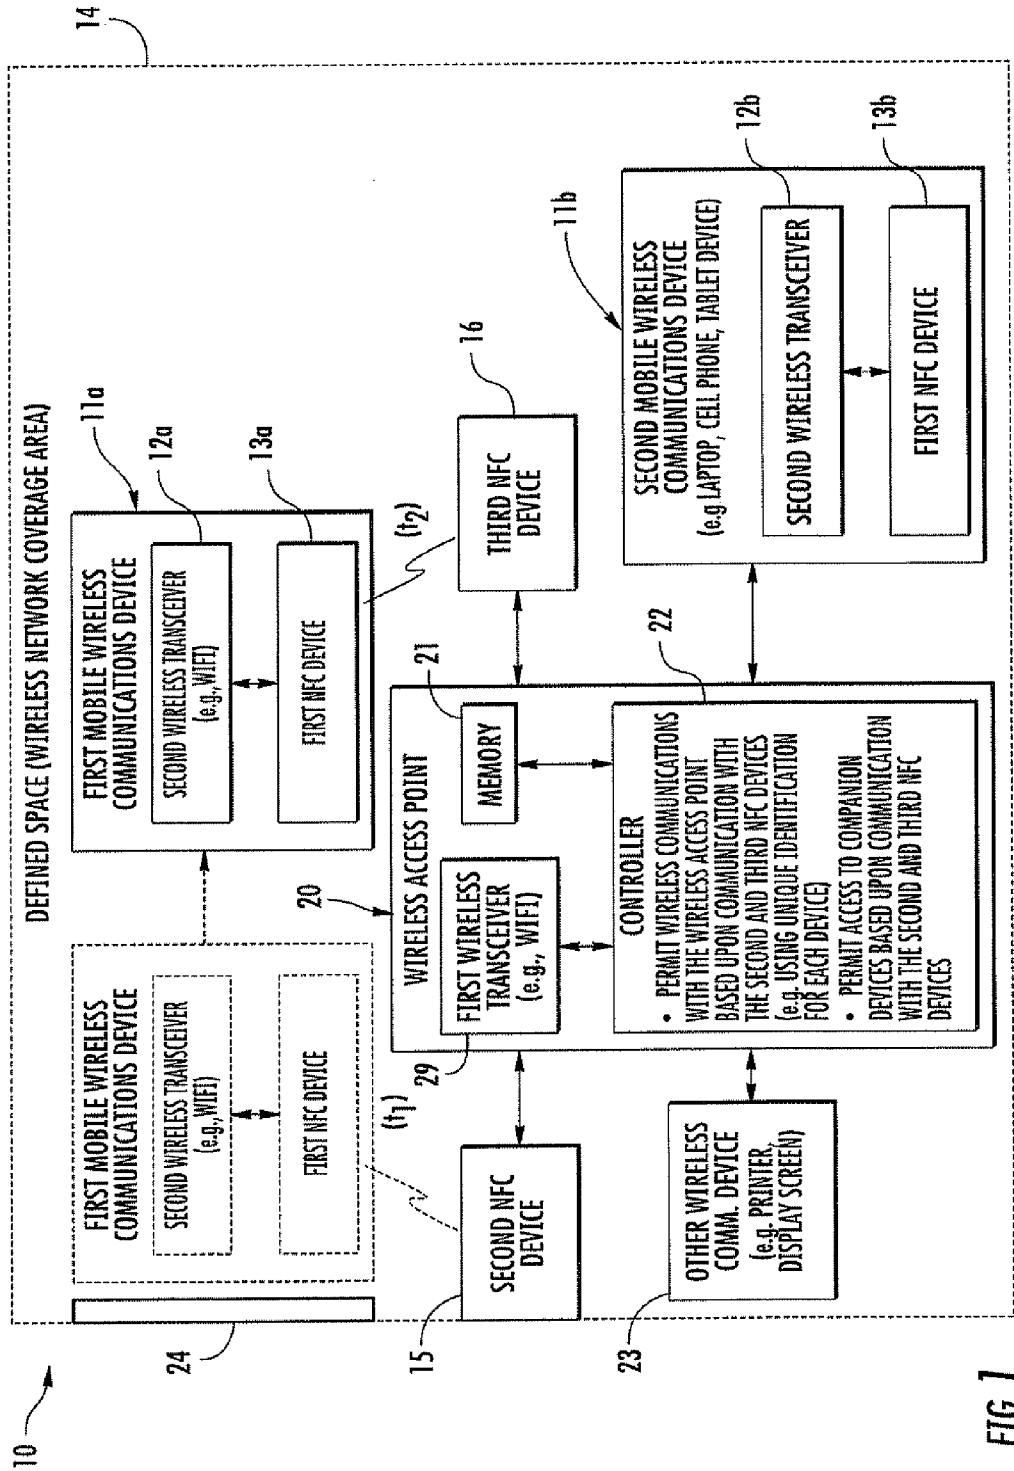 10
14
DEFINED SPACE (WIRELESS NETWORK COVERAGE AREA)
24
FIRST MOBILE WIRELESS
COMMUNICATIONS DEVICE
SECOND WIRELESS TRANSCEIVER
(e.g.,WIFI)
FIRST NFC DEVICE
(t1)
11a
FIRST MOBILE WIRELESS
COMMUNICATIONS DEVICE
12a
SECOND WIRELESS TRANSCEIVER
(e.g.,WIFI)
13a
FIRST NFC DEVICE
(t2)
15
SECOND NFC
DEVICE
16
THIRD NFC
DEVICE
20
WIRELESS ACCESS POINT
29
FIRST WIRELESS
TRANSCEIVER
(e.g., WIFI)
21
MEMORY
22
CONTROLLER
• PERMIT WIRELESS COMMUNICATIONS
WITH THE WIRELESS ACCESS POINT
BASED UPON COMMUNICATION WITH
THE SECOND AND THIRD NFC DEVICES
(e.g. USING UNIQUE IDENTIFICATION
FOR EACH DEVICE)
• PERMIT ACCESS TO COMPANION
DEVICES BASED UPON COMMUNICATION
WITH THE SECOND AND THIRD NFC
DEVICES
23
OTHER WIRELESS
COMM. DEVICE
(e.g. PRINTER,
DISPLAY SCREEN)
11b
SECOND MOBILE WIRELESS
COMMUNICATIONS DEVICE
(e.g LAPTOP, CELL PHONE, TABLET DEVICE)
12b
SECOND WIRELESS TRANSCEIVER
13b
FIRST NFC DEVICE
FIG. 1